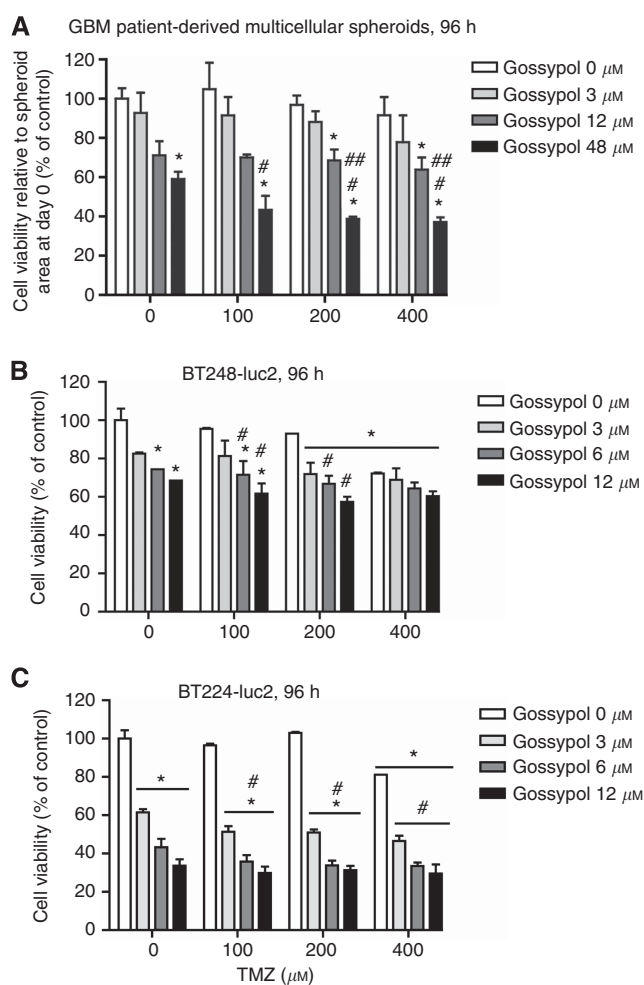 A
GBM patient-derived multicellular spheroids, 96 h
Cell viability relative to spheroid
area at day 0 (% of control)
120
100
80
60
40
20
0
*
#
*
*
##
#
*
*
##
#
*
0 100 200 400
Gossypol 0 μM
Gossypol 3 μM
Gossypol 12 μM
Gossypol 48 μM
B
BT248-luc2, 96 h
Cell viability (% of control)
120
100
80
60
40
20
0
*
*
#
*
#
*
*
#
#
0 100 200 400
Gossypol 0 μM
Gossypol 3 μM
Gossypol 6 μM
Gossypol 12 μM
C
BT224-luc2, 96 h
Cell viability (% of control)
120
100
80
60
40
20
0
*
#
*
#
*
*
#
0 100 200 400
TMZ (μM)
Gossypol 0 μM
Gossypol 3 μM
Gossypol 6 μM
Gossypol 12 μM